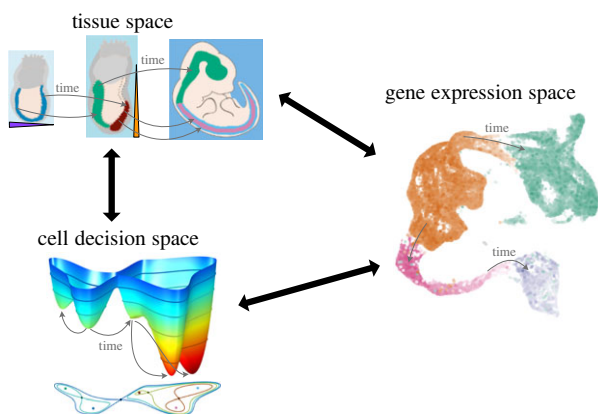 tissue space
time
time
gene expression space
time
time
cell decision space
time